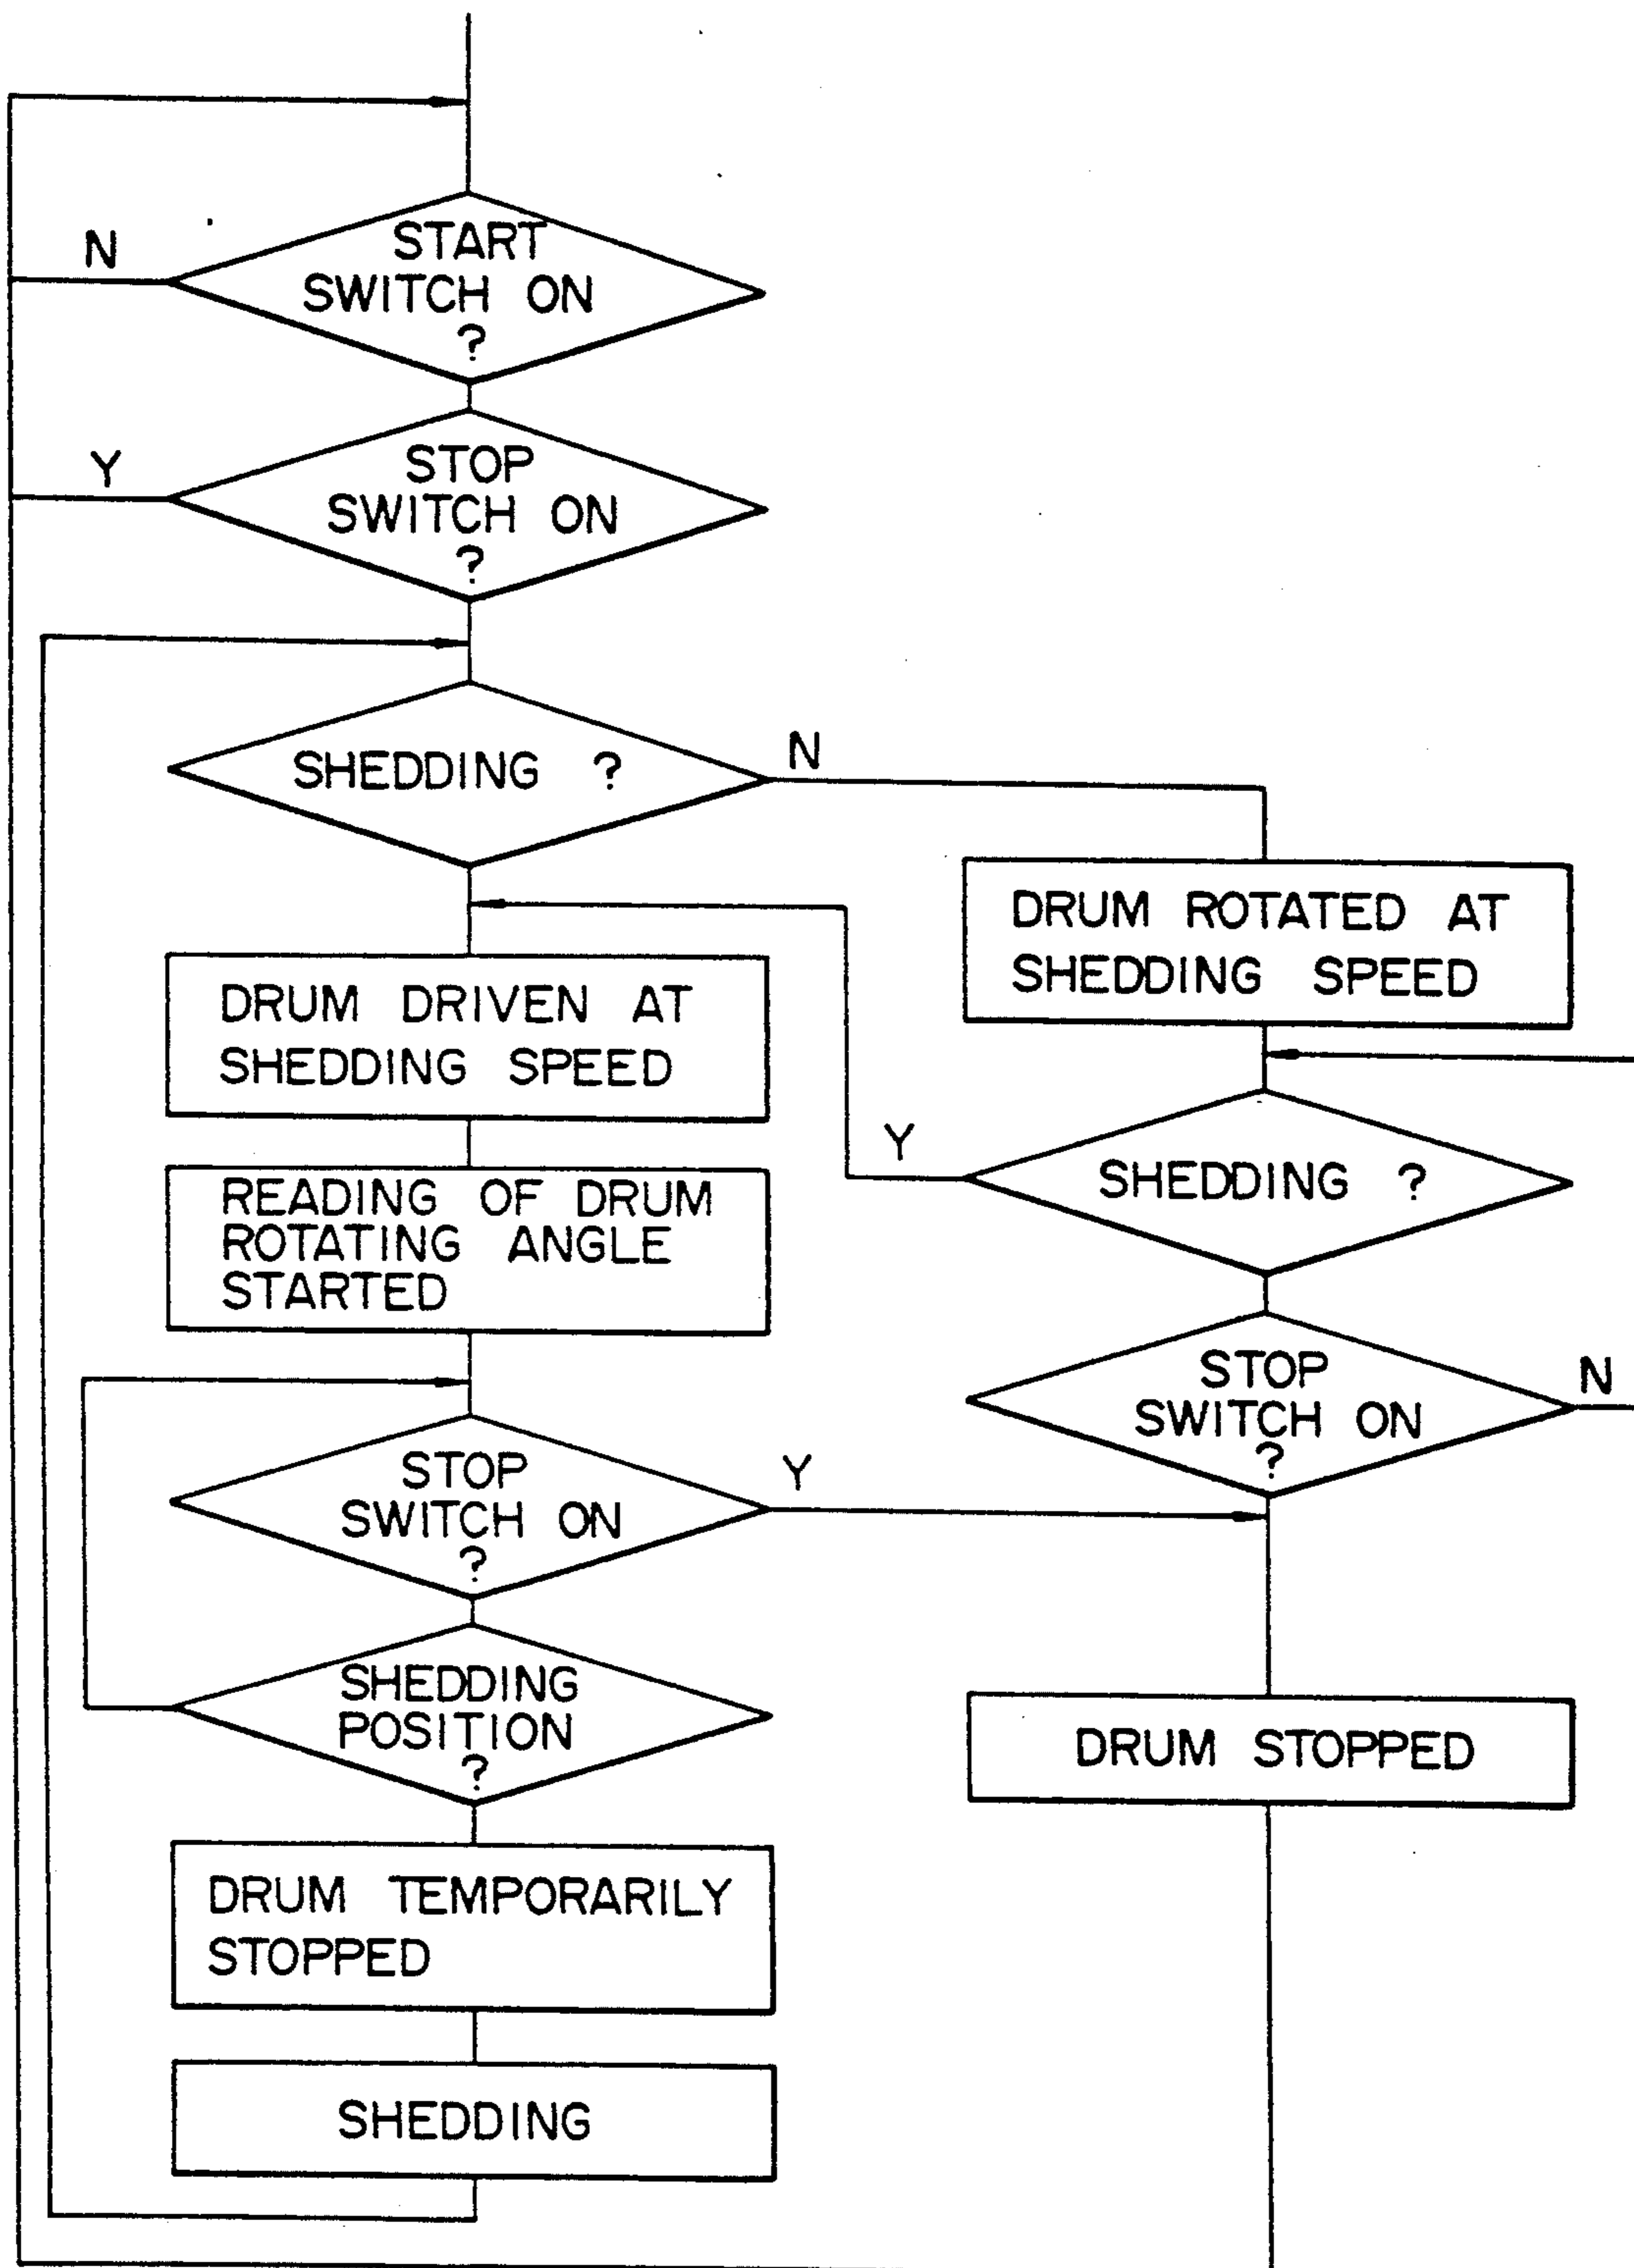 N
START
SWITCH ON
?
Y
STOP
SWITCH ON
?
SHEDDING ?
N
DRUM ROTATED AT
SHEDDING SPEED
DRUM DRIVEN AT
SHEDDING SPEED
Y
SHEDDING ?
READING OF DRUM
ROTATING ANGLE
STARTED
STOP
SWITCH ON
?
N
STOP
SWITCH ON
?
Y
SHEDDING
POSITION
?
DRUM STOPPED
DRUM TEMPORARILY
STOPPED
SHEDDING